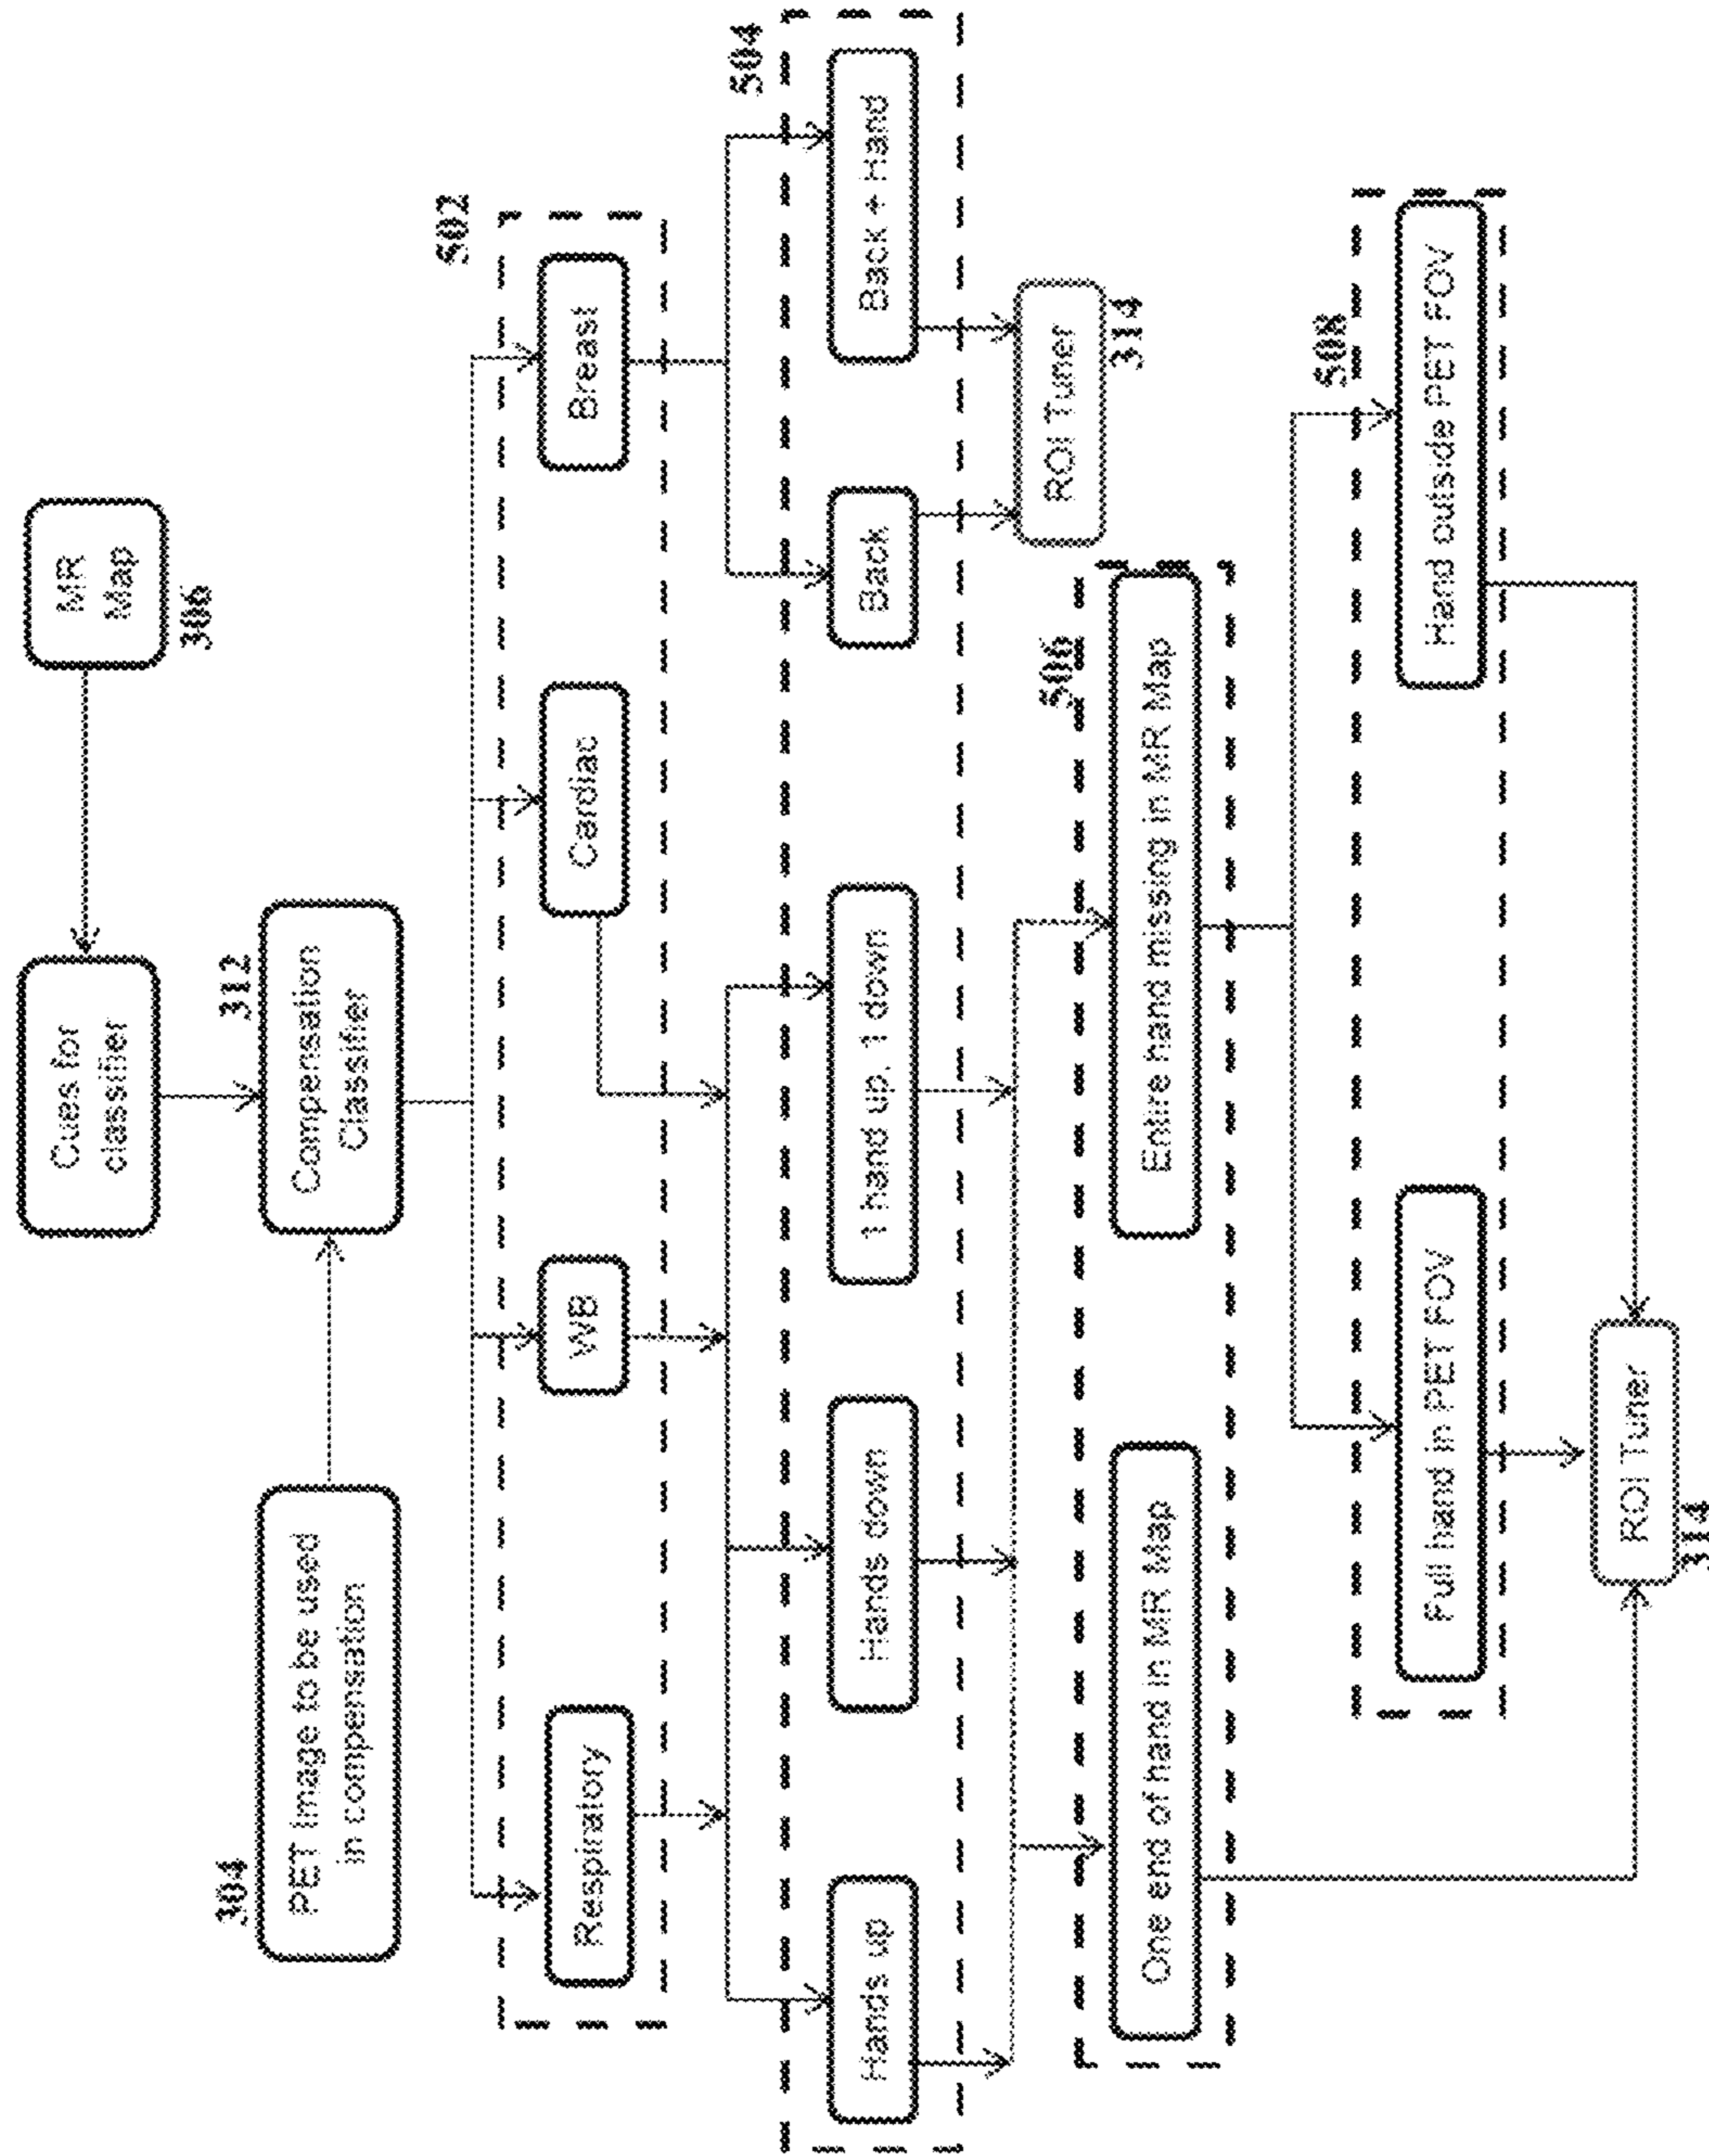 MR
Map
306
Cues for
classifier
304
PET image to be used
in compensation
312
Compensation
Classifier
502
Respiratory
WB
Cardiac
Breast
504
Hands up
Hands down
1 hand up, 1 down
Back
Back + Hand
ROI Tuner
314
506
One end of hand in MR Map
Entire hand missing in MR Map
508
Full hand in PET FOV
Hand outside PET FOV
ROI Tuner
314